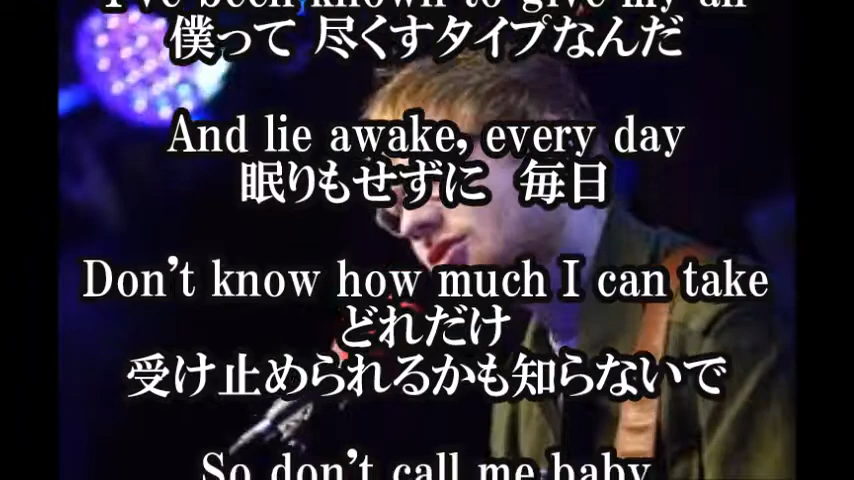 I've been known to give my all
僕って 尽くすタイプなんだ
And lie awake, every day
眠りもせずに 毎日
Don't know how much I can take
どれだけ
受け止められるかも知らないで
So don't call me baby